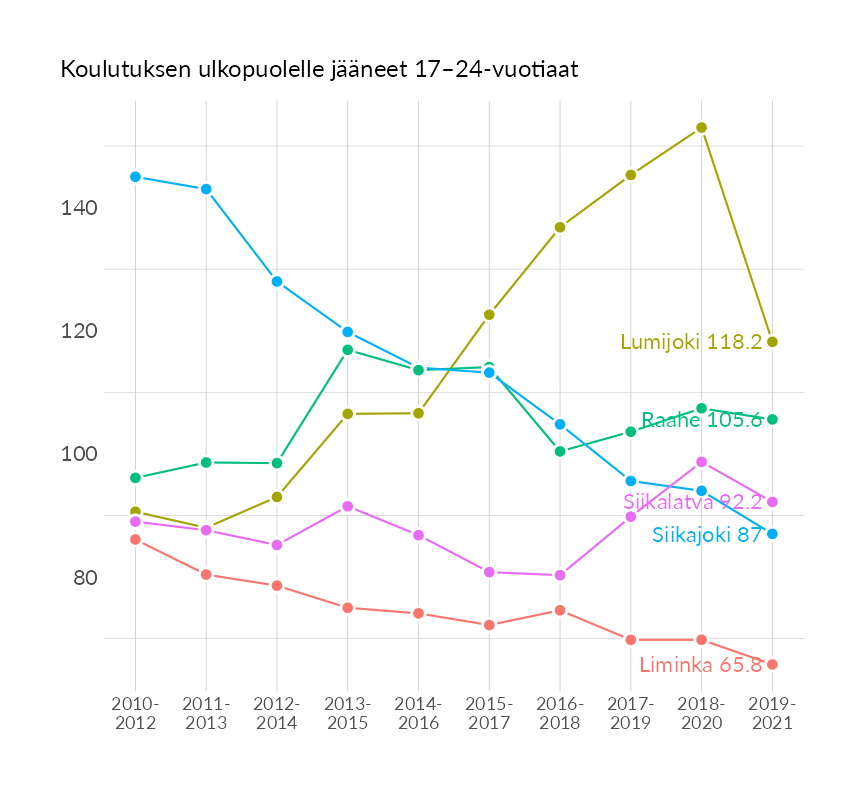 Koulutuksen ulkopuolelle jääneet 17–24-vuotiaat
140
120
100
80
Lumijoki 118.2
Raahe 105.6
Siikalatva 92.2
Siikajoki 87
Liminka 65.8
2010- 2011- 2012- 2013- 2014- 2015- 2016- 2017- 2018- 2019-
2012 2013 2014 2015 2016 2017 2018 2019 2020 2021